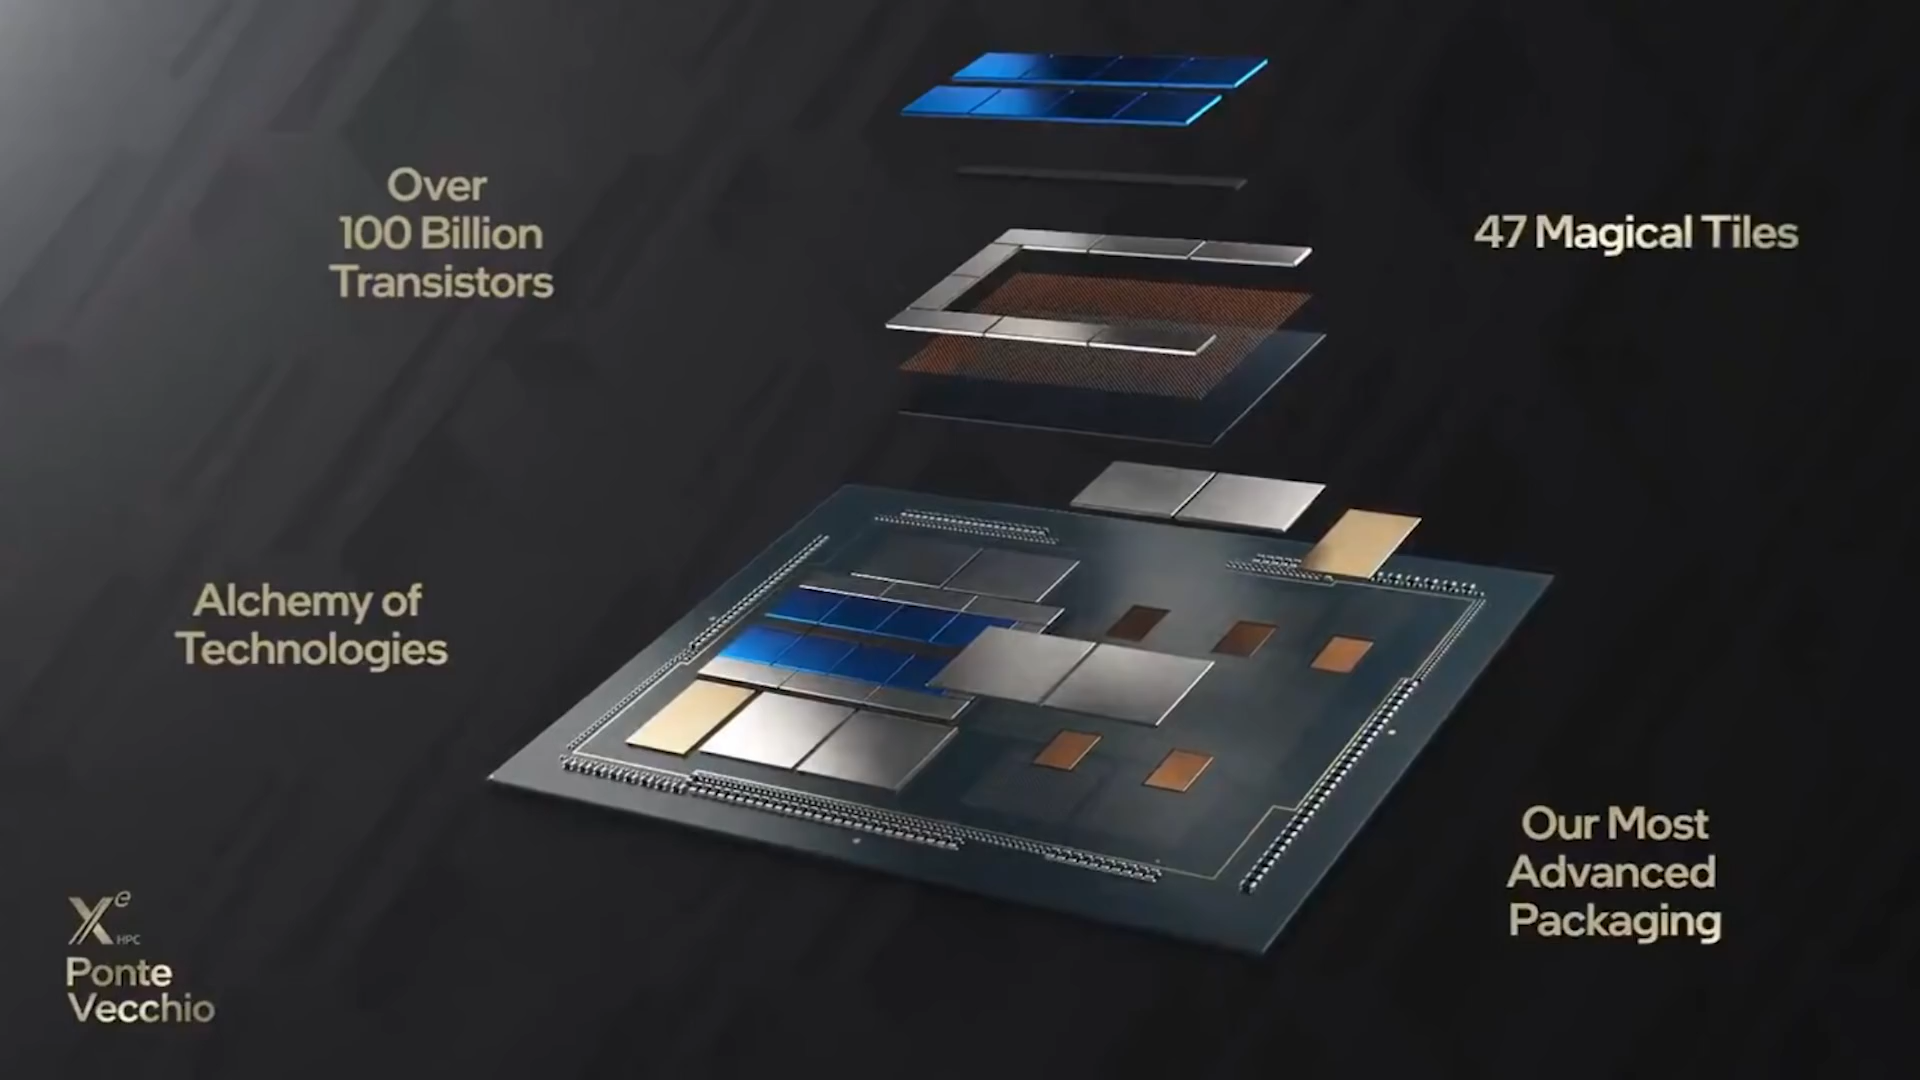 Over
100 Billion
Transistors
47 Magical Tiles
Alchemy of
Technologies
Our Most
Advanced
Packaging
Xe
HPC
Ponte
Vecchio